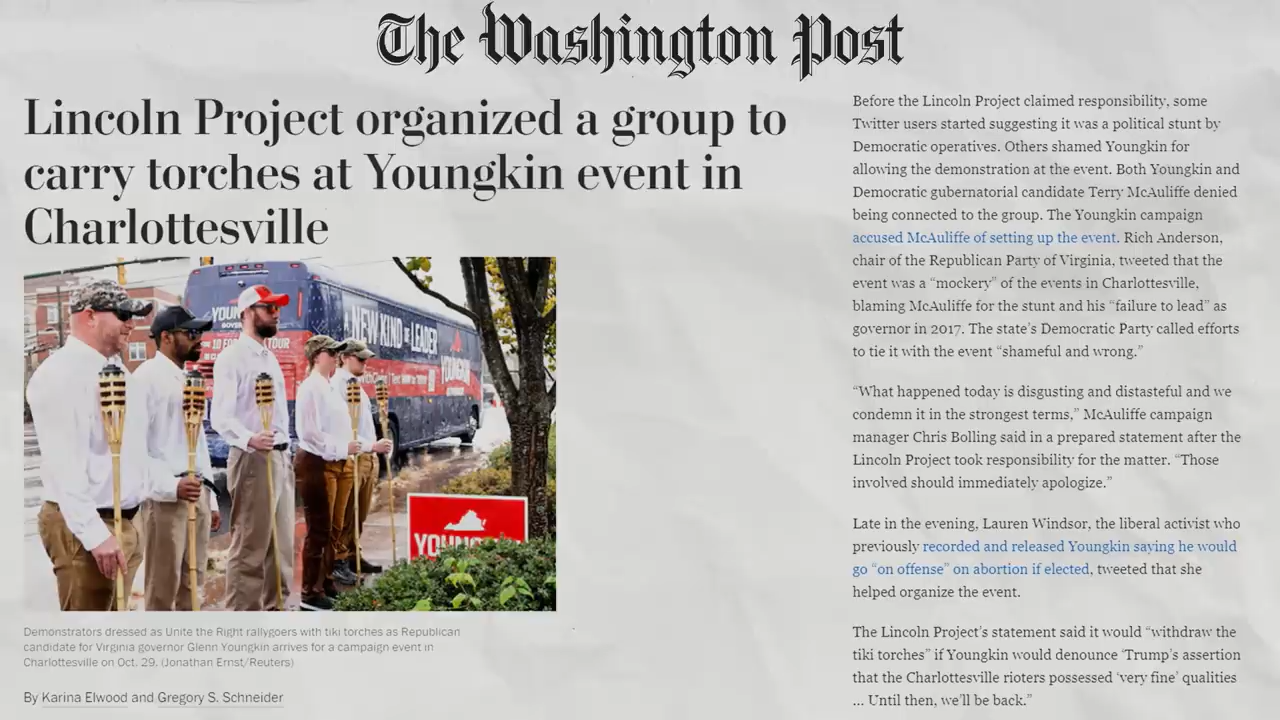 The Washington Post
Lincoln Project organized a group to
carry torches at Youngkin event in
Charlottesville
A NEW KIND of LEADER
YOUNGKIN
Demonstrators dressed as Unite the Right rallygoers with tiki torches as Republican
candidate for Virginia governor Glenn Youngkin arrives for a campaign event in
Charlottesville on Oct. 29. (Jonathan Ernst/Reuters)
By Karina Elwood and Gregory S. Schneider
Before the Lincoln Project claimed responsibility, some
Twitter users started suggesting it was a political stunt by
Democratic operatives. Others shamed Youngkin for
allowing the demonstration at the event. Both Youngkin and
Democratic gubernatorial candidate Terry McAuliffe denied
being connected to the group. The Youngkin campaign
accused McAuliffe of setting up the event. Rich Anderson,
chair of the Republican Party of Virginia, tweeted that the
event was a “mockery” of the events in Charlottesville,
blaming McAuliffe for the stunt and his “failure to lead” as
governor in 2017. The state’s Democratic Party called efforts
to tie it with the event “shameful and wrong.”
“What happened today is disgusting and distasteful and we
condemn it in the strongest terms,” McAuliffe campaign
manager Chris Bolling said in a prepared statement after the
Lincoln Project took responsibility for the matter. “Those
involved should immediately apologize.”
Late in the evening, Lauren Windsor, the liberal activist who
previously recorded and released Youngkin saying he would
go “on offense” on abortion if elected, tweeted that she
helped organize the event.
The Lincoln Project’s statement said it would “withdraw the
tiki torches” if Youngkin would denounce ‘Trump’s assertion
that the Charlottesville rioters possessed ‘very fine’ qualities
... Until then, we’ll be back.”